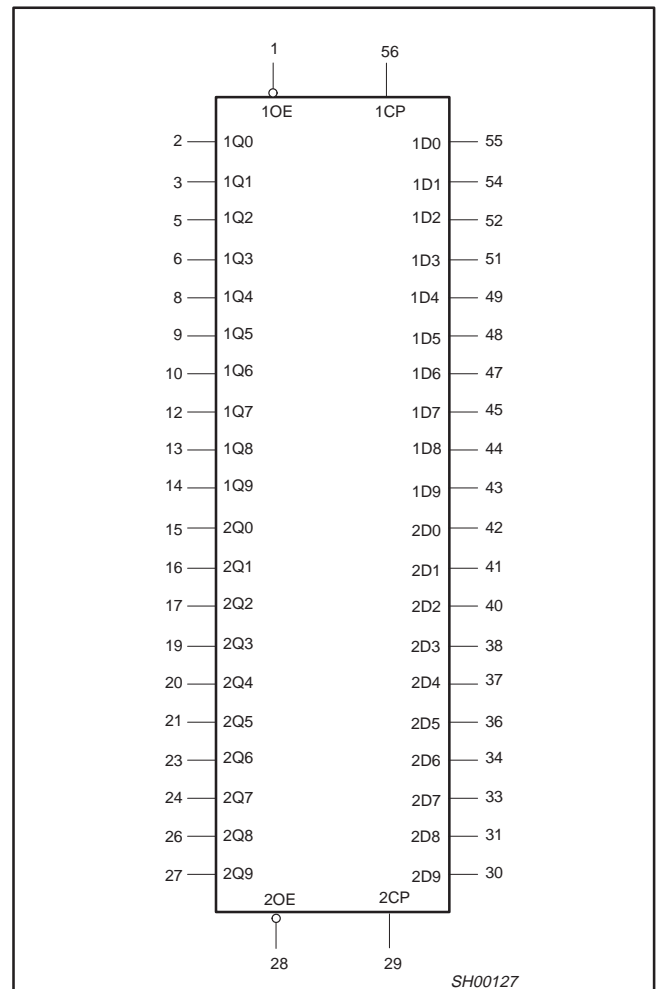 1 56
1OE 1CP
2 1Q0 1D0 55
3 1Q1 1D1 54
5 1Q2 1D2 52
6 1Q3 1D3 51
8 1Q4 1D4 49
9 1Q5 1D5 48
10 1Q6 1D6 47
12 1Q7 1D7 45
13 1Q8 1D8 44
14 1Q9 1D9 43
15 2Q0 2D0 42
16 2Q1 2D1 41
17 2Q2 2D2 40
19 2Q3 2D3 38
20 2Q4 2D4 37
21 2Q5 2D5 36
23 2Q6 2D6 34
24 2Q7 2D7 33
26 2Q8 2D8 31
27 2Q9 2D9 30
2OE 2CP
28 29
SH00127